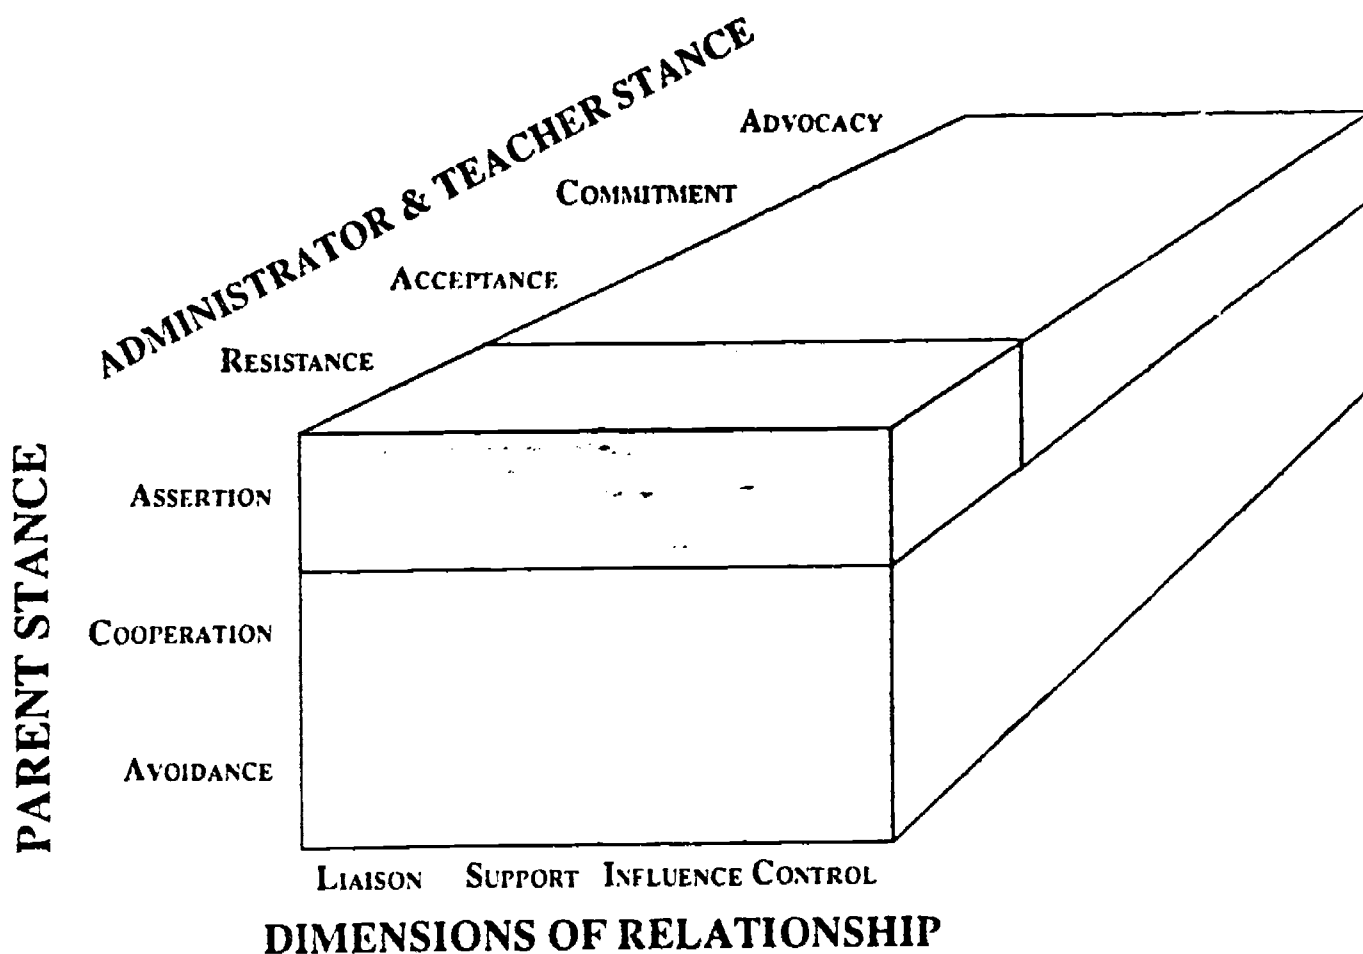 ADMINISTRATOR & TEACHER STANCE
ADVOCACY
COMMITMENT
ACCEPTANCE
RESISTANCE
PARENT STANCE
ASSERTION
COOPERATION
AVOIDANCE
LIAISON SUPPORT INFLUENCE CONTROL
DIMENSIONS OF RELATIONSHIP